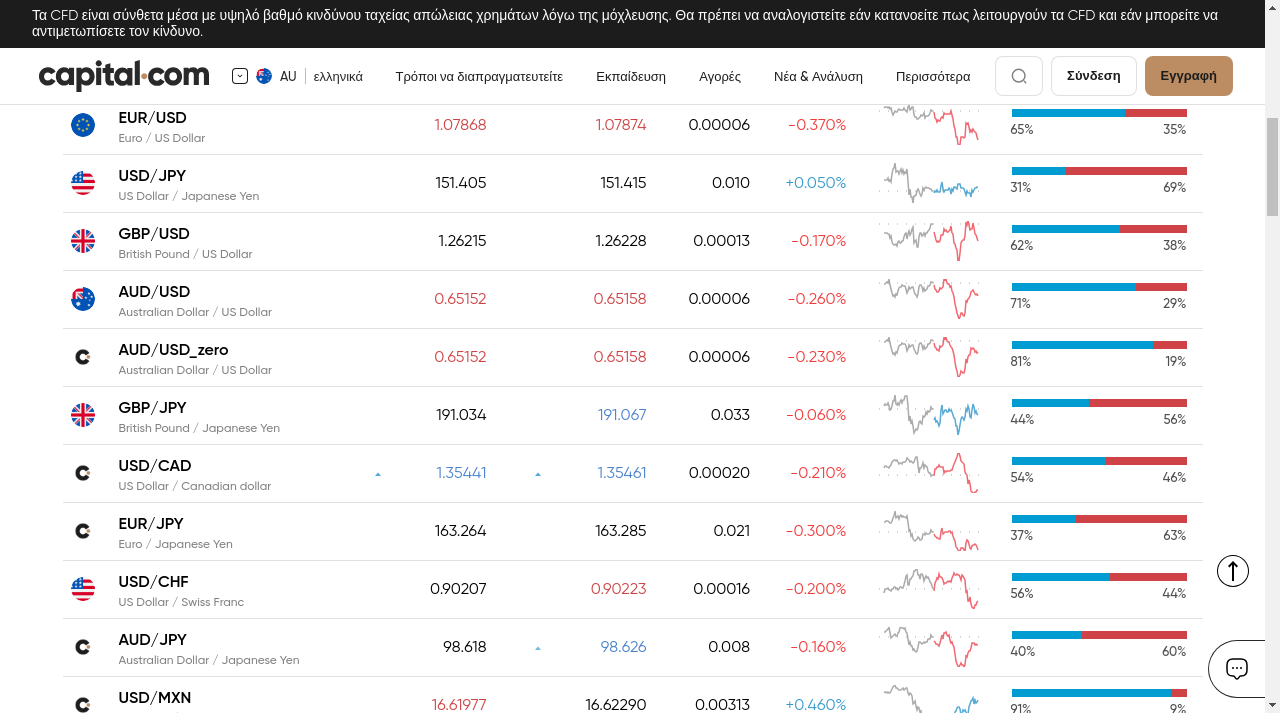 Τα CFD είναι σύνθετα μέσα με υψηλό βαθμό κινδύνου ταχείας απώλειας χρημάτων λόγω της μόχλευσης. Θα πρέπει να αναλογιστείτε εάν κατανοείτε πως λειτουργούν τα CFD και εάν μπορείτε να
αντιμετωπίσετε τον κίνδυνο.
capital.com AU ελληνικά Τρόποι να διαπραγματευτείτε Εκπαίδευση Αγορές Νέα & Ανάλυση Περισσότερα Σύνδεση Εγγραφή
EUR/USD 1.07868 1.07874 0.00006 -0.370% 65% 35%
Euro / US Dollar
USD/JPY 151.405 151.415 0.010 +0.050% 31% 69%
US Dollar / Japanese Yen
GBP/USD 1.26215 1.26228 0.00013 -0.170% 62% 38%
British Pound / US Dollar
AUD/USD 0.65152 0.65158 0.00006 -0.260% 71% 29%
Australian Dollar / US Dollar
AUD/USD_zero 0.65152 0.65158 0.00006 -0.230% 81% 19%
Australian Dollar / US Dollar
GBP/JPY 191.034 191.067 0.033 -0.060% 44% 56%
British Pound / Japanese Yen
USD/CAD 1.35441 1.35461 0.00020 -0.210% 54% 46%
US Dollar / Canadian dollar
EUR/JPY 163.264 163.285 0.021 -0.300% 37% 63%
Euro / Japanese Yen
USD/CHF 0.90207 0.90223 0.00016 -0.200% 56% 44%
US Dollar / Swiss Franc
AUD/JPY 98.618 98.626 0.008 -0.160% 40% 60%
Australian Dollar / Japanese Yen
USD/MXN 16.61977 16.62290 0.00313 +0.460% 91% 9%